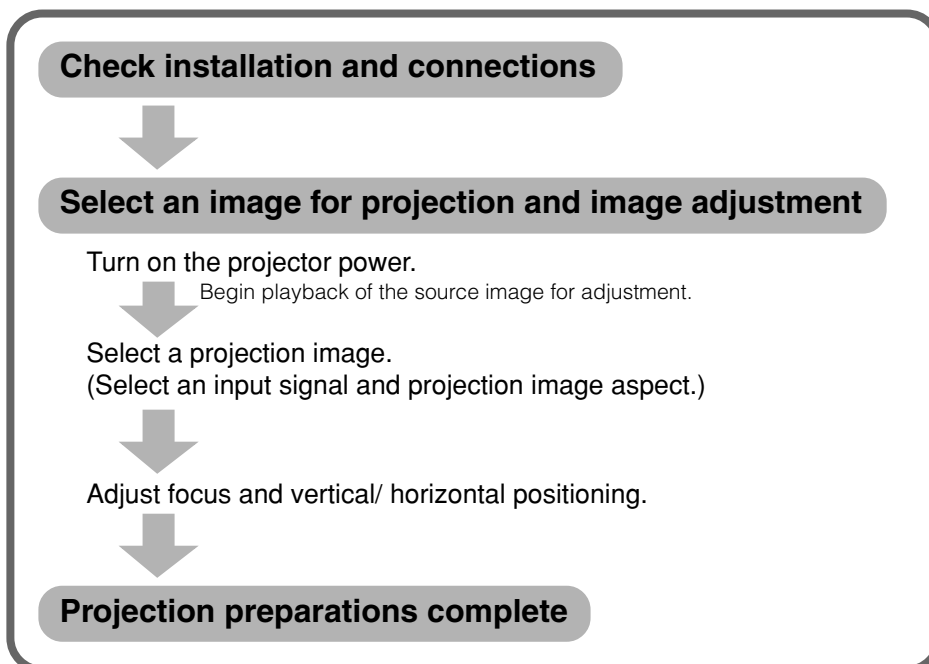 Check installation and connections
Select an image for projection and image adjustment
Turn on the projector power.
Begin playback of the source image for adjustment.
Select a projection image.
(Select an input signal and projection image aspect.)
Adjust focus and vertical/ horizontal positioning.
Projection preparations complete